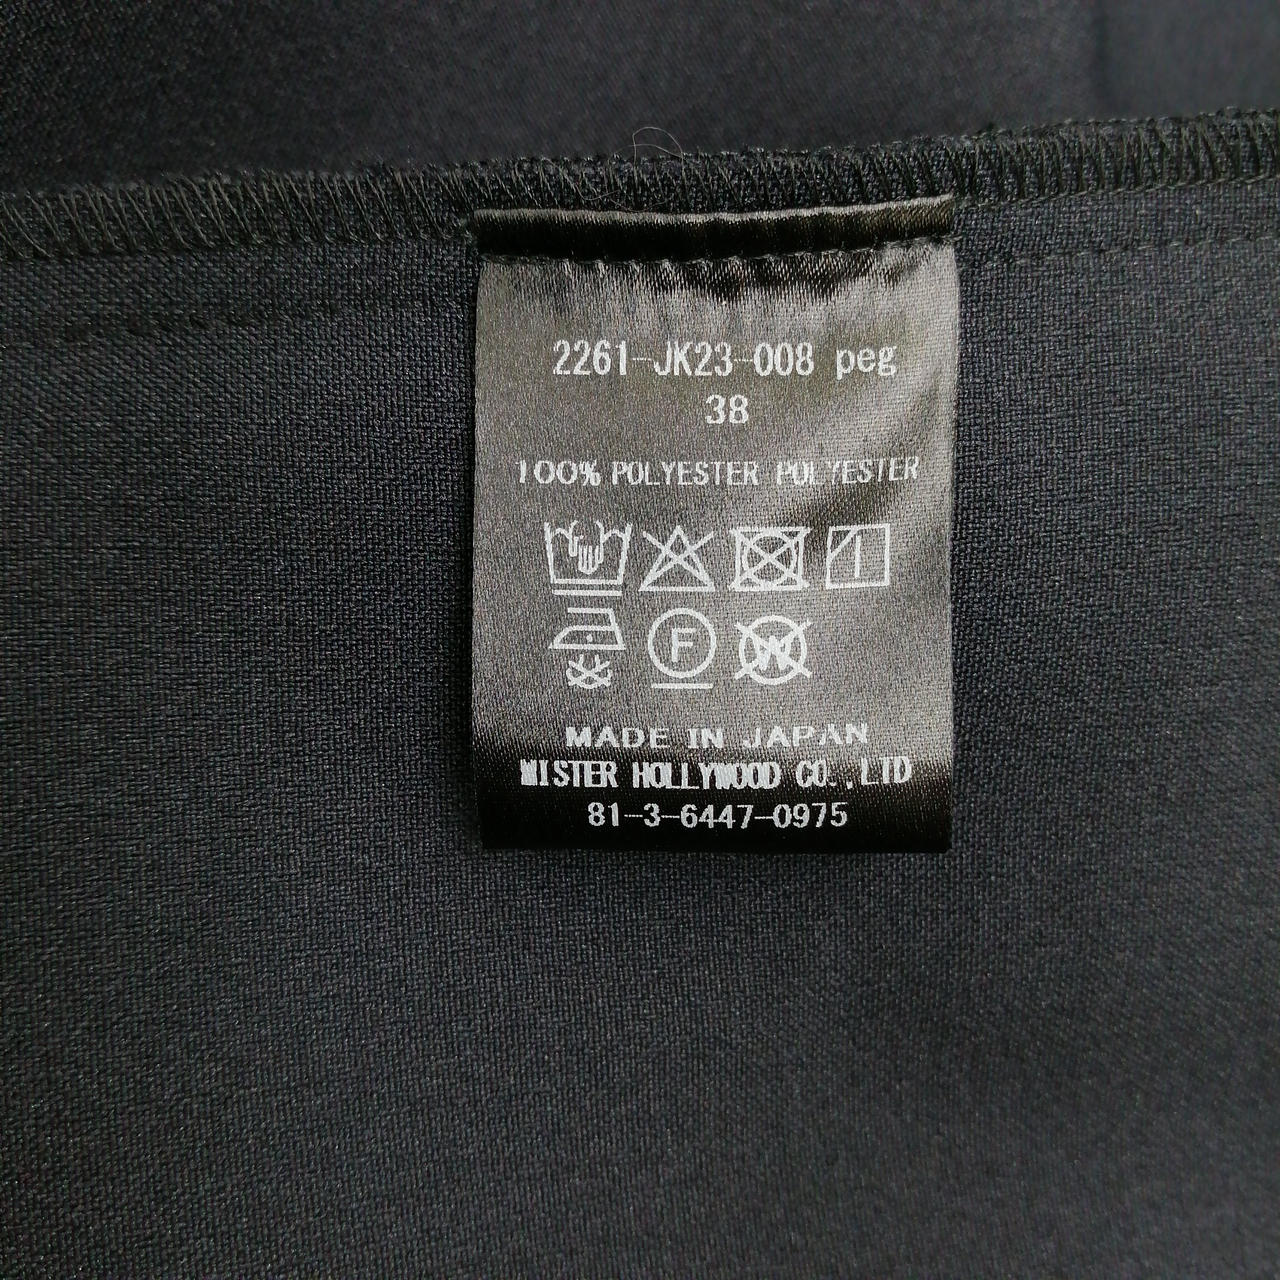 2261-JK23-008 peg
38
100% POLYESTER POLYESTER
F
W
MADE IN JAPAN
MISTER HOLLYWOOD CO.,LTD
81-3-6447-0975